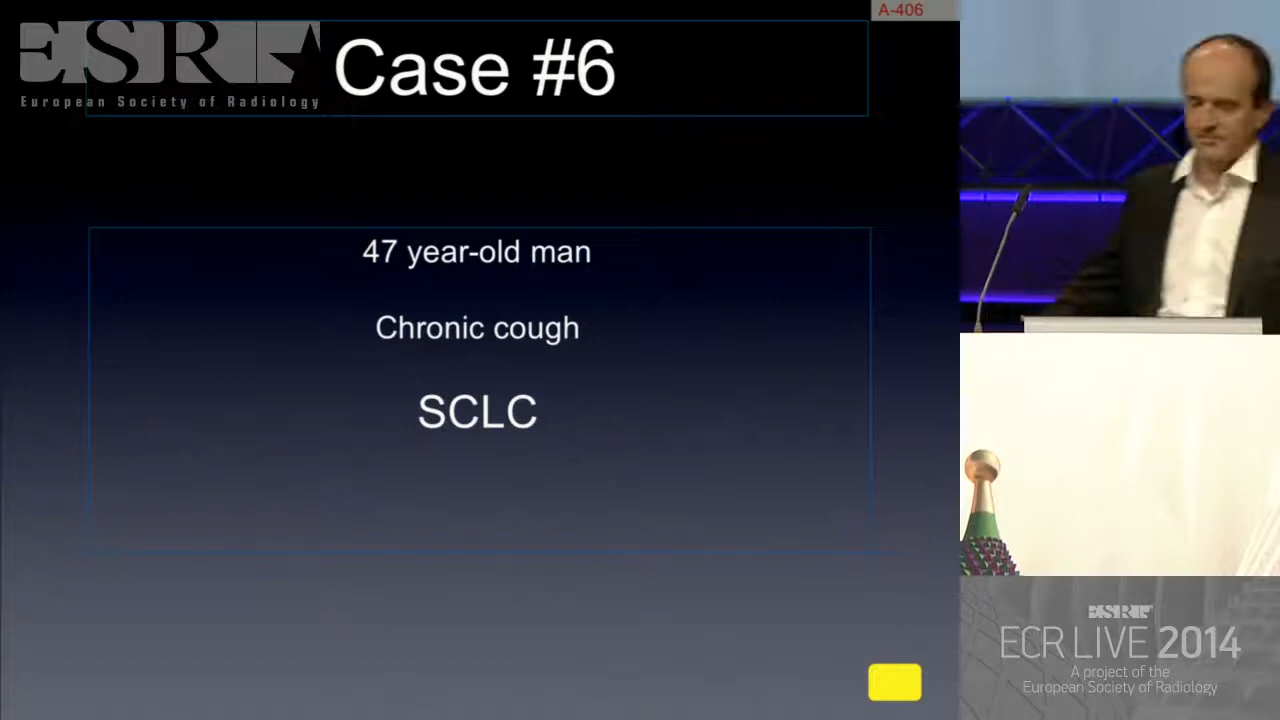 A-406
ESR
European Society of Radiology
Case #6
47 year-old man
Chronic cough
SCLC
ESR
ECR LIVE 2014
A project of the
European Society of Radiology